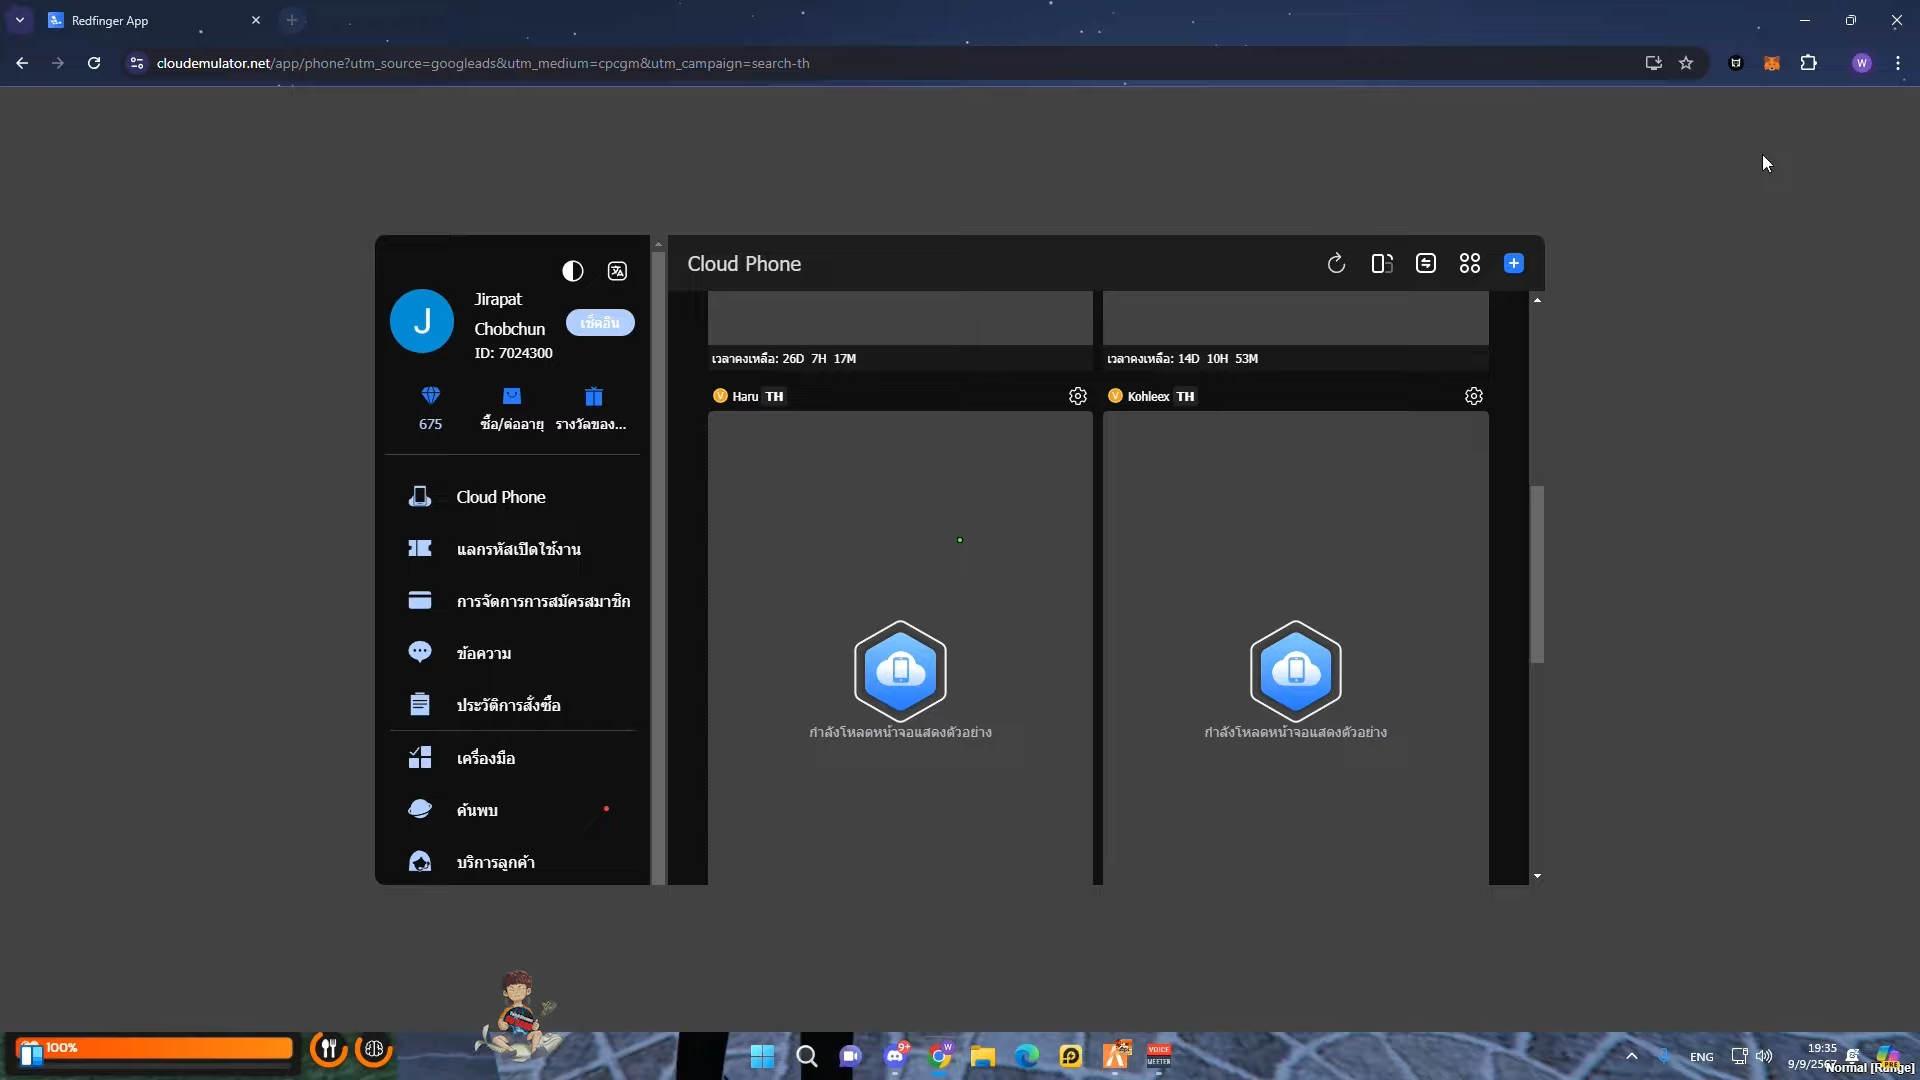 Redfinger App
cloudemulator.net/app/phone?utm_source=googleads&utm_medium=cpcgm&utm_campaign=search-th
W
Cloud Phone
J
Jirapat
Chobchun
เช็คอิน
ID: 7024300
675
ซื้อ/ต่ออายุ
รางวัลของ...
Cloud Phone
แลกรหัสเปิดใช้งาน
การจัดการการสมัครสมาชิก
ข้อความ
ประวัติการสั่งซื้อ
เครื่องมือ
ค้นพบ
บริการลูกค้า
เวลาคงเหลือ: 26D 7H 17M
เวลาคงเหลือ: 14D 10H 53M
V Haru TH
V Kohleex TH
กำลังโหลดหน้าจอแสดงตัวอย่าง
กำลังโหลดหน้าจอแสดงตัวอย่าง
100%
9+
W
VOICE
MEETER
ENG
19:35
9/9/2567
Normal [Range]